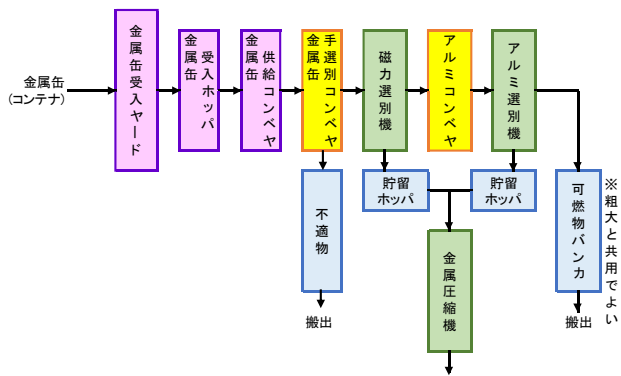 金属缶
(コンテナ)
金属缶受入ヤード
金属缶
受入ホッパ
金属缶
供給コンベヤ
金属缶
手選別コンベヤ
磁力選別機
アルミコンベヤ
アルミ選別機
不適物
貯留
ホッパ
貯留
ホッパ
可燃物バンカ
※粗大と共用でよい
金属圧縮機
搬出
搬出